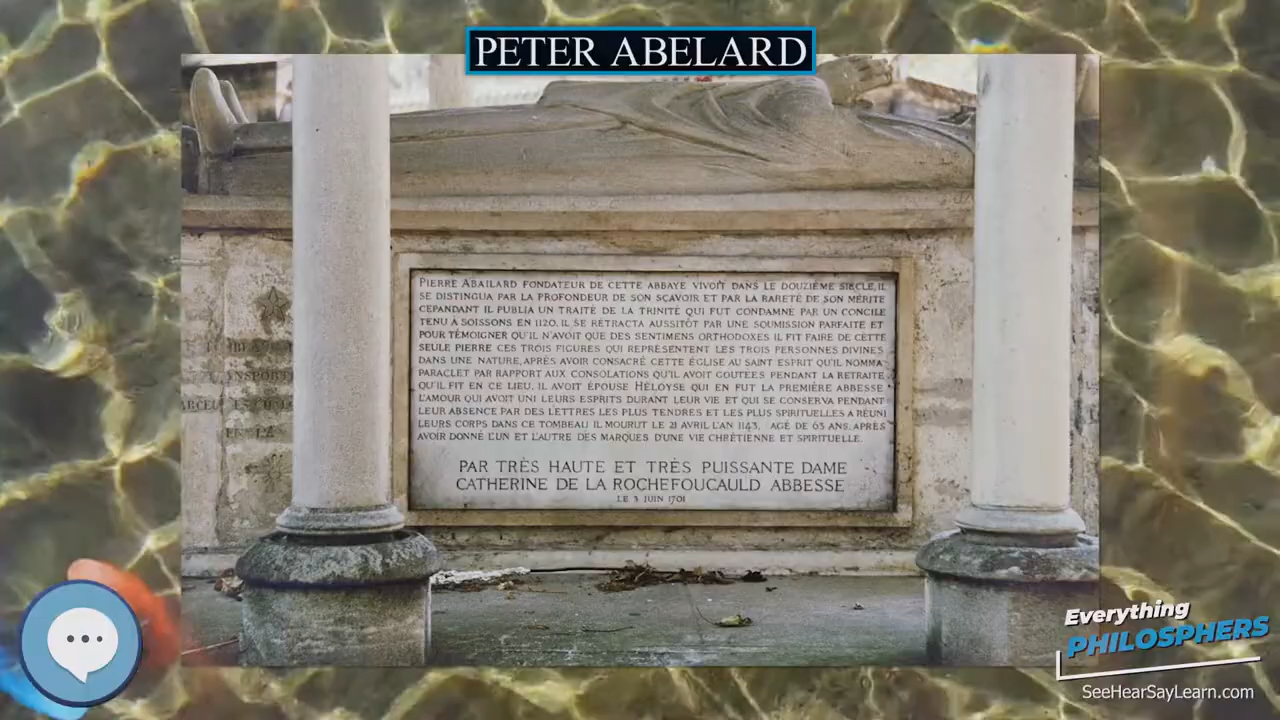 PETER ABELARD
PIERRE ABAILARD FONDATEUR DE CETTE ABBAYE VIVOIT DANS LE DOUZIÈME SIECLE, IL
SE DISTINGUA PAR LA PROFONDEUR DE SON SÇAVOIR ET PAR LA RARETÉ DE SON MÉRITE
CEPANDANT IL PUBLIA UN TRAITÉ DE LA TRINITÉ QUI FUT CONDAMNÉ PAR UN CONCILE
TENU A SOISSONS EN 1120. IL SE RÉTRACTA AUSSITÔT PAR UNE SOUMISSION PARFAITE ET
POUR TÉMOIGNER QU'IL N'AVOIT QUE DES SENTIMENS ORTHODOXES IL FIT FAIRE DE CETTE
SEULE PIERRE CES TROIS FIGURES QUI REPRÉSENTENT LES TROIS PERSONNES DIVINES
DANS UNE NATURE, APRÈS AVOIR CONSACRÉ CETTE ÉGLISE AU SAINT ESPRIT QU'IL NOMMA
PARACLET PAR RAPPORT AUX CONSOLATIONS QU'IL AVOIT GOUTÉES PENDANT LA RETRAITE
QU'IL FIT EN CE LIEU. IL AVOIT ÉPOUSÉ HÉLOYSE QUI EN FUT LA PREMIÈRE ABBESSE
L'AMOUR QUI AVOIT UNI LEURS ESPRITS DURANT LEUR VIE ET QUI SE CONSERVA PENDANT
LEUR ABSENCE PAR DES LETTRES LES PLUS TENDRES ET LES PLUS SPIRITUELLES A RÉUNI
LEURS CORPS DANS CE TOMBEAU IL MOURUT LE 21 AVRIL L'AN 1143, AGÉ DE 63 ANS, APRÈS
AVOIR DONNÉ L'UN ET L'AUTRE DES MARQUES D'UNE VIE CHRÉTIENNE ET SPIRITUELLE.
PAR TRÈS HAUTE ET TRÈS PUISSANTE DAME
CATHERINE DE LA ROCHEFOUCAULD ABBESSE
LE 3 JUIN 1701
Everything
PHILOSPHERS
SeeHearSayLearn.com